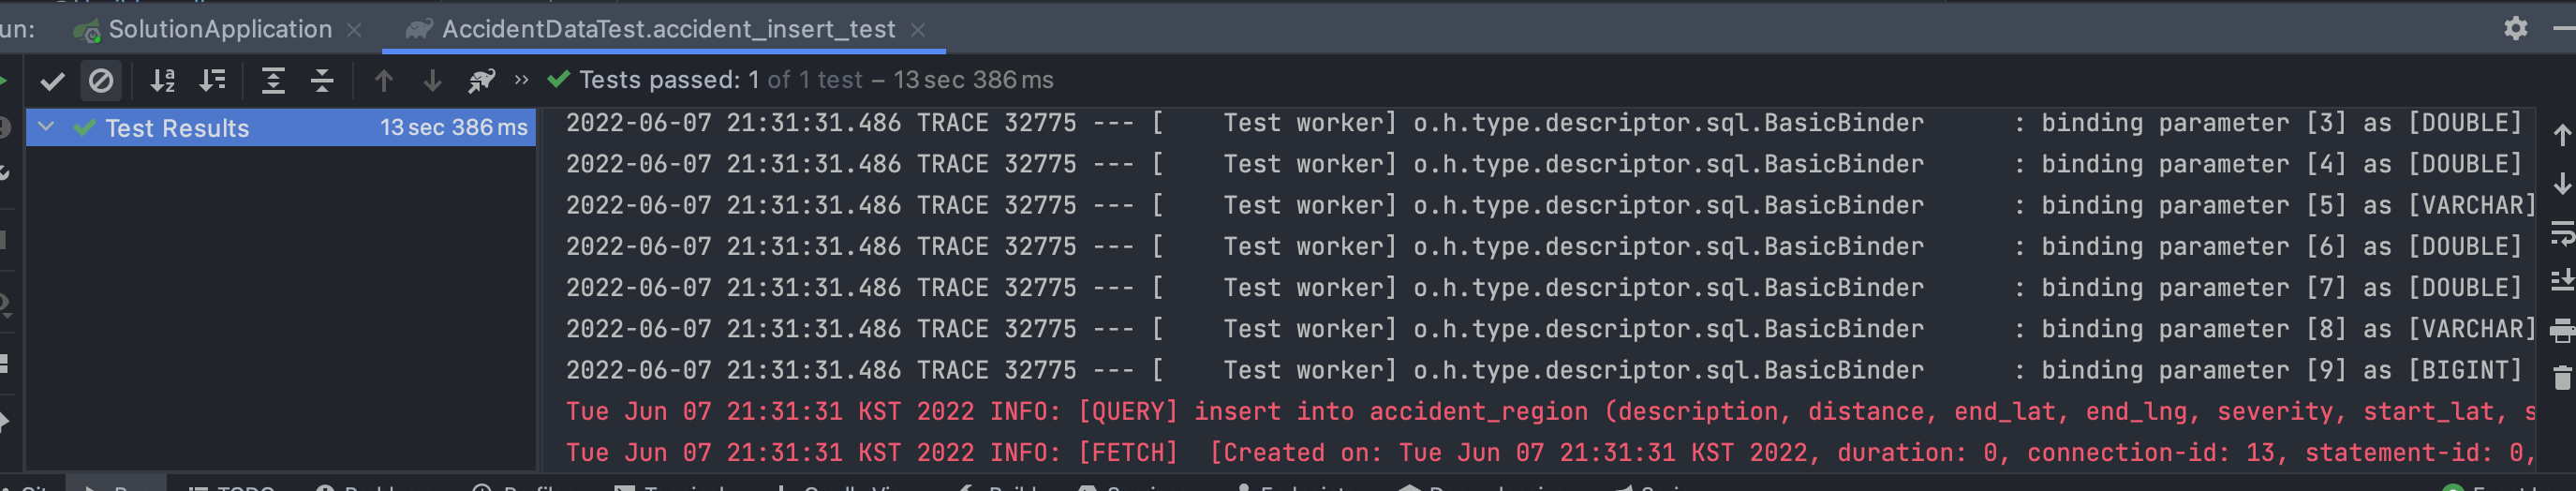 un: SolutionApplication AccidentDataTest.accident_insert_test
Tests passed: 1 of 1 test – 13 sec 386 ms
Test Results 13 sec 386 ms
2022-06-07 21:31:31.486 TRACE 32775 --- [    Test worker] o.h.type.descriptor.sql.BasicBinder      : binding parameter [3] as [DOUBLE]
2022-06-07 21:31:31.486 TRACE 32775 --- [    Test worker] o.h.type.descriptor.sql.BasicBinder      : binding parameter [4] as [DOUBLE]
2022-06-07 21:31:31.486 TRACE 32775 --- [    Test worker] o.h.type.descriptor.sql.BasicBinder      : binding parameter [5] as [VARCHAR]
2022-06-07 21:31:31.486 TRACE 32775 --- [    Test worker] o.h.type.descriptor.sql.BasicBinder      : binding parameter [6] as [DOUBLE]
2022-06-07 21:31:31.486 TRACE 32775 --- [    Test worker] o.h.type.descriptor.sql.BasicBinder      : binding parameter [7] as [DOUBLE]
2022-06-07 21:31:31.486 TRACE 32775 --- [    Test worker] o.h.type.descriptor.sql.BasicBinder      : binding parameter [8] as [VARCHAR]
2022-06-07 21:31:31.486 TRACE 32775 --- [    Test worker] o.h.type.descriptor.sql.BasicBinder      : binding parameter [9] as [BIGINT]
Tue Jun 07 21:31:31 KST 2022 INFO: [QUERY] insert into accident_region (description, distance, end_lat, end_lng, severity, start_lat, s
Tue Jun 07 21:31:31 KST 2022 INFO: [FETCH]  [Created on: Tue Jun 07 21:31:31 KST 2022, duration: 0, connection-id: 13, statement-id: 0,